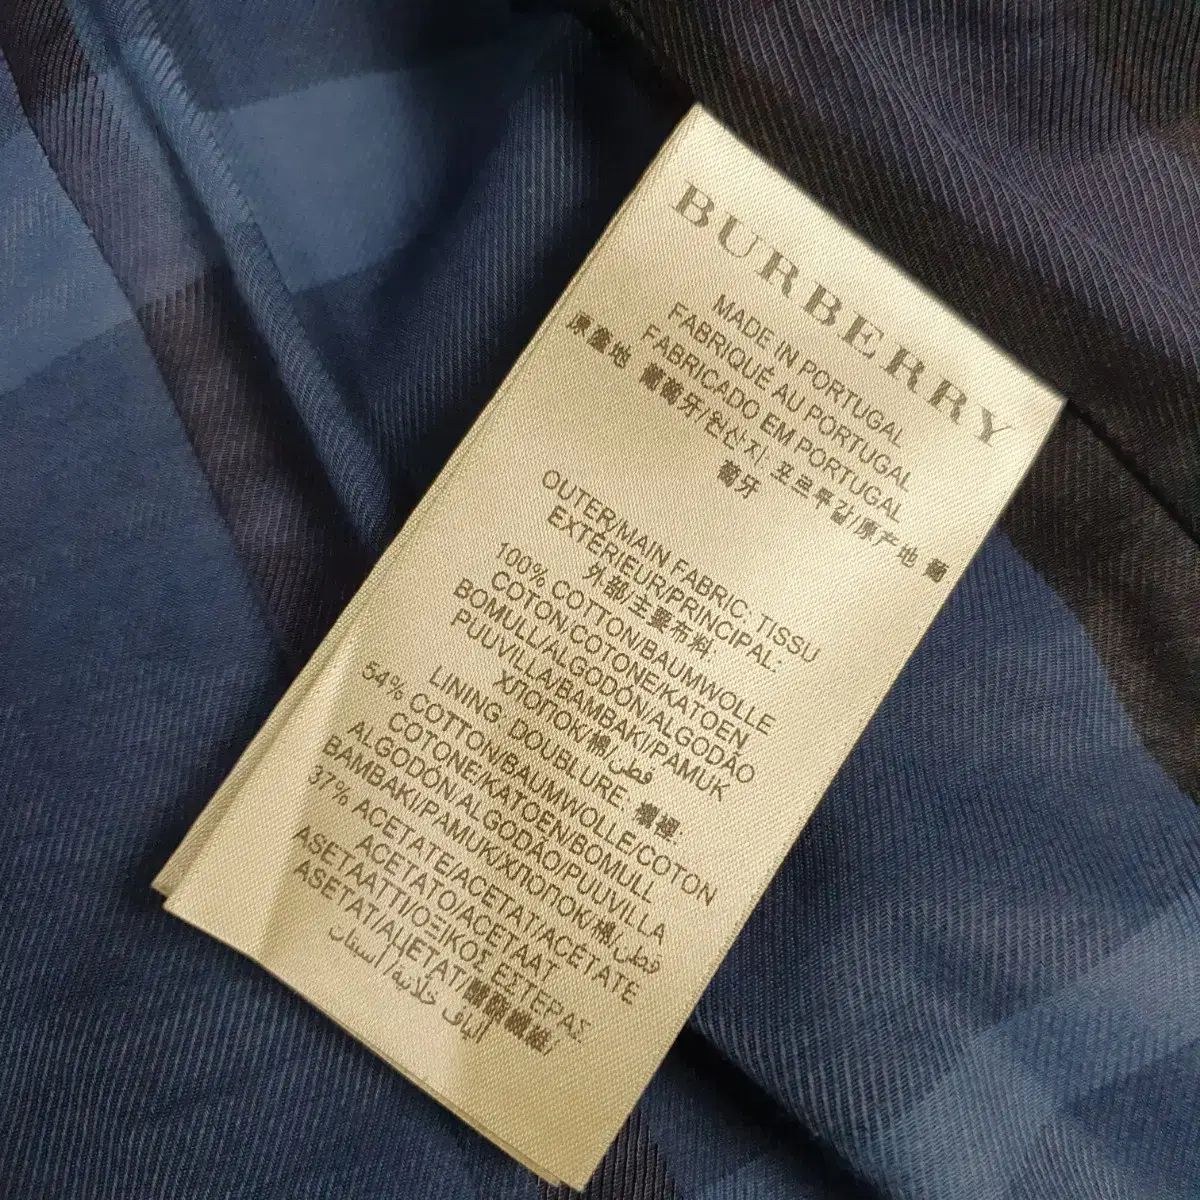 BURBERRY
MADE IN PORTUGAL
FABRIQUÉ AU PORTUGAL
FABRICADO EM PORTUGAL
原產地 葡萄牙/원산지 포르투갈/原产地 葡
萄牙
OUTER/MAIN FABRIC: TISSU
EXTÉRIEUR/PRINCIPAL:
外部/主要布料:
100% COTTON/BAUMWOLLE
COTON/COTONE/KATOEN
BOMULL/ALGODÓN/ALGODÃO
PUUVILLA/BAMBAKI/PAMUK
ХЛОПОК/棉/قطن
LINING: DOUBLURE: 襯裡:
54% COTTON/BAUMWOLLE/COTON
COTONE/KATOEN/BOMULL
ALGODÓN/ALGODÃO/PUUVILLA
BAMBAKI/PAMUK/ХЛОПОК/棉/قطن
37% ACETATE/ACETAT/ACÉTATE
ACETATO/ACETAAT
ASETAATTI/ΟΞΙΚΟΣ ΕΣΤΕΡΑΣ
ASETAT/АЦЕТАТ/
ألياف خلابية/أسيتات